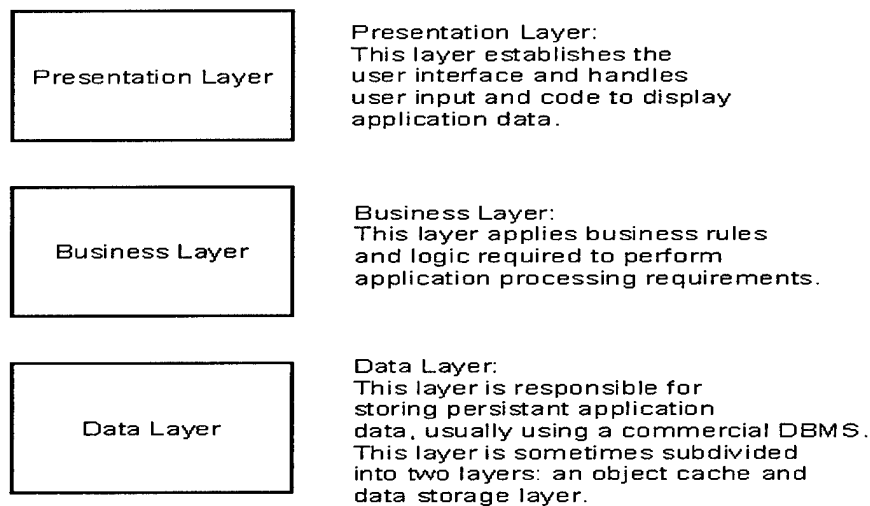 Presentation Layer
Presentation Layer:
This layer establishes the
user interface and handles
user input and code to display
application data.
Business Layer
Business Layer:
This layer applies business rules
and logic required to perform
application processing requirements.
Data Layer
Data Layer:
This layer is responsible for
storing persistant application
data, usually using a commercial DBMS.
This layer is sometimes subdivided
into two layers: an object cache and
data storage layer.